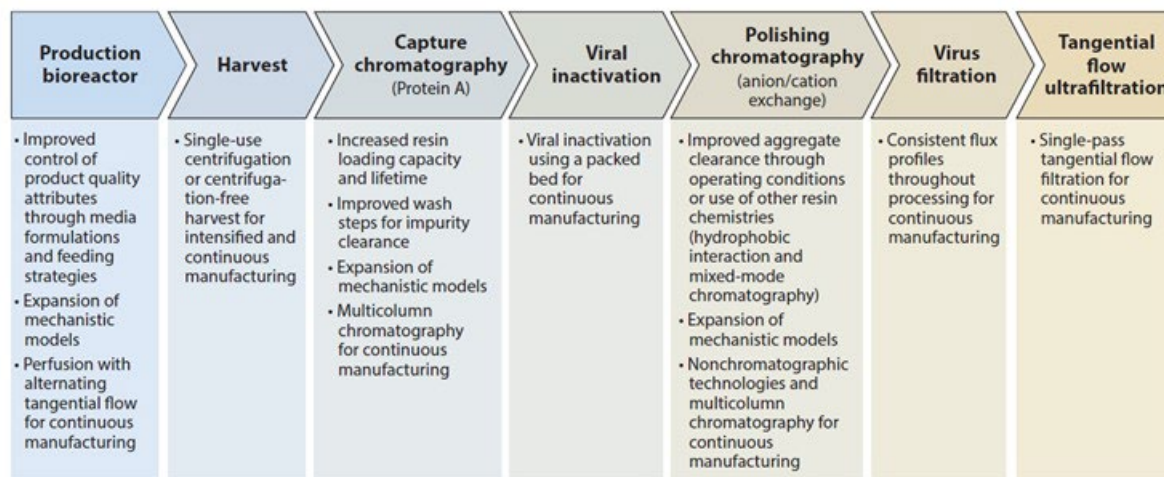 Production
bioreactor
Harvest
Capture
chromatography
(Protein A)
Viral
inactivation
Polishing
chromatography
(anion/cation
exchange)
Virus
filtration
Tangential
flow
ultrafiltration
• Improved
control of
product quality
attributes
through media
formulations
and feeding
strategies
• Expansion of
mechanistic
models
• Perfusion with
alternating
tangential flow
for continuous
manufacturing
• Single-use
centrifugation
or centrifuga-
tion-free
harvest for
intensified and
continuous
manufacturing
• Increased resin
loading capacity
and lifetime
• Improved wash
steps for impurity
clearance
• Expansion of
mechanistic models
• Multicolumn
chromatography
for continuous
manufacturing
• Viral inactivation
using a packed
bed for
continuous
manufacturing
• Improved aggregate
clearance through
operating conditions
or use of other resin
chemistries
(hydrophobic
interaction and
mixed-mode
chromatography)
• Expansion of
mechanistic models
• Nonchromatographic
technologies and
multicolumn
chromatography for
continuous
manufacturing
• Consistent flux
profiles
throughout
processing for
continuous
manufacturing
• Single-pass
tangential flow
filtration for
continuous
manufacturing